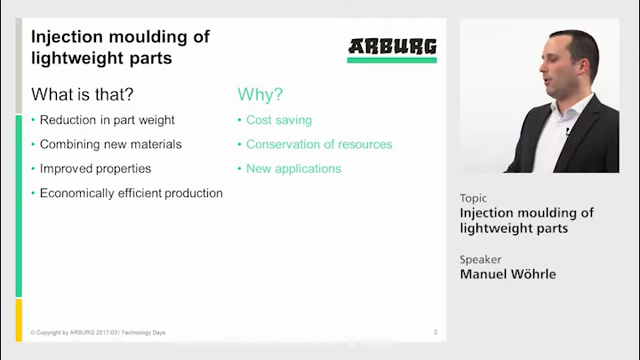 Injection moulding of
lightweight parts
ARBURG
What is that?
• Reduction in part weight
• Combining new materials
• Improved properties
• Economically efficient production
Why?
• Cost saving
• Conservation of resources
• New applications
© Copyright by ARBURG 2017-03 / Technology Days
2
Topic
Injection moulding of
lightweight parts
Speaker
Manuel Wöhrle